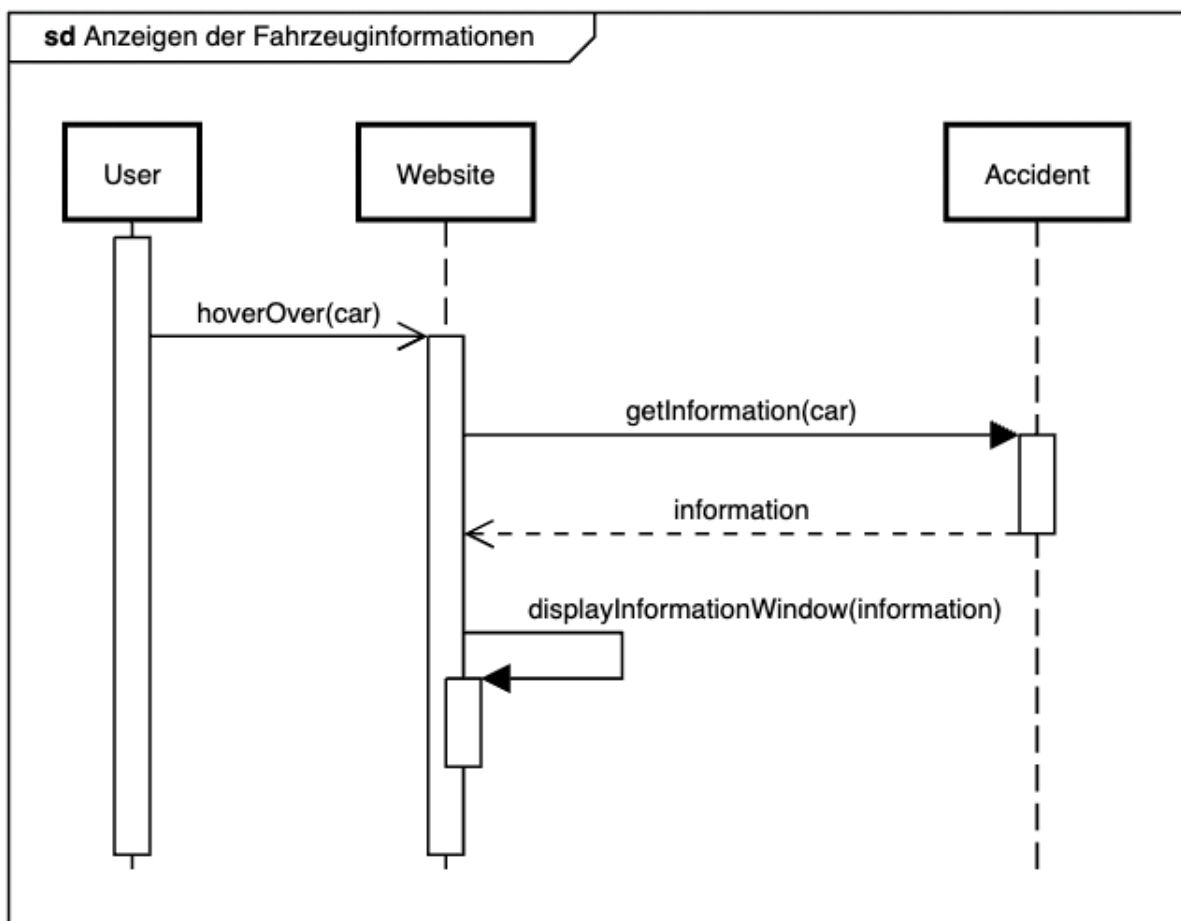 sd Anzeigen der Fahrzeuginformationen
User
Website
Accident
hoverOver(car)
getInformation(car)
information
displayInformationWindow(information)